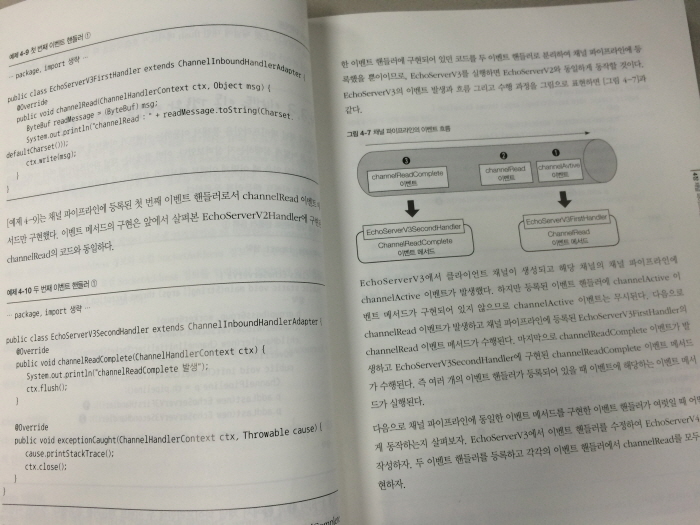 예제 4-9 첫 번째 이벤트 핸들러 ①
… package, import 생략 …
public class EchoServerV3FirstHandler extends ChannelInboundHandlerAdapter {
@Override
public void channelRead(ChannelHandlerContext ctx, Object msg) {
ByteBuf readMessage = (ByteBuf) msg;
System.out.println("channelRead : " + readMessage.toString(Charset.
defaultCharset()));
ctx.write(msg);
}
}
[예제 4-9]는 채널 파이프라인에 등록된 첫 번째 이벤트 핸들러로서 channelRead 이벤트
서드만 구현했다. 이벤트 메서드의 구현은 앞에서 살펴본 EchoServerV2Handler에
channelRead의 코드와 동일하다.
예제 4-10 두 번째 이벤트 핸들러 ①
… package, import 생략 …
public class EchoServerV3SecondHandler extends ChannelInboundHandlerAdapter {
@Override
public void channelReadComplete(ChannelHandlerContext ctx) {
System.out.println("channelReadComplete 발생");
ctx.flush();
}
@Override
public void exceptionCaught(ChannelHandlerContext ctx, Throwable cause) {
cause.printStackTrace();
ctx.close();
}
}
한 이벤트 핸들러에 구현되어 있던 코드를 두 이벤트 핸들러로 분리하여 채널 파이프라인에 등
록했을 뿐이므로, EchoServerV3를 실행하면 EchoServerV2와 동일하게 동작할 것이다.
EchoServerV3의 이벤트 발생과 흐름 그리고 수행 과정을 그림으로 표현하면 [그림 4-7]과
같다.
그림 4-7 채널 파이프라인의 이벤트 흐름
❸ ❷ ❶
channelReadComplete 이벤트
channelRead 이벤트
channelAvtive 이벤트
EchoServerV3SecondHandler
ChannelReadComplete
이벤트 메서드
EchoServerV3FirstHandler
ChannelRead
이벤트 메서드
EchoServerV3에서 클라이언트 채널이 생성되고 해당 채널의 채널 파이프라인에
channelActive 이벤트가 발생했다. 하지만 등록된 이벤트 핸들러에 channelActive 이
벤트 메서드가 구현되어 있지 않으므로 channelActive 이벤트는 무시된다. 다음으로
channelRead 이벤트가 발생하고 채널 파이프라인에 등록된 EchoServerV3FirstHandler의
channelRead 이벤트 메서드가 수행된다. 마지막으로 channelReadComplete 이벤트가 발
생하고 EchoServerV3SecondHandler에 구현된 channelReadComplete 이벤트 메서드
가 수행된다. 즉 여러 개의 이벤트 핸들러가 등록되어 있을 때 이벤트에 해당하는 이벤트 메서
드가 실행된다.
다음으로 채널 파이프라인에 동일한 이벤트 메서드를 구현한 이벤트 핸들러가 여럿일 때 어떻
게 동작하는지 살펴보자. EchoServerV3에서 이벤트 핸들러를 수정하여 EchoServerV4
작성하자. 두 이벤트 핸들러를 등록하고 각각의 이벤트 핸들러에서 channelRead를 모두
현하자.